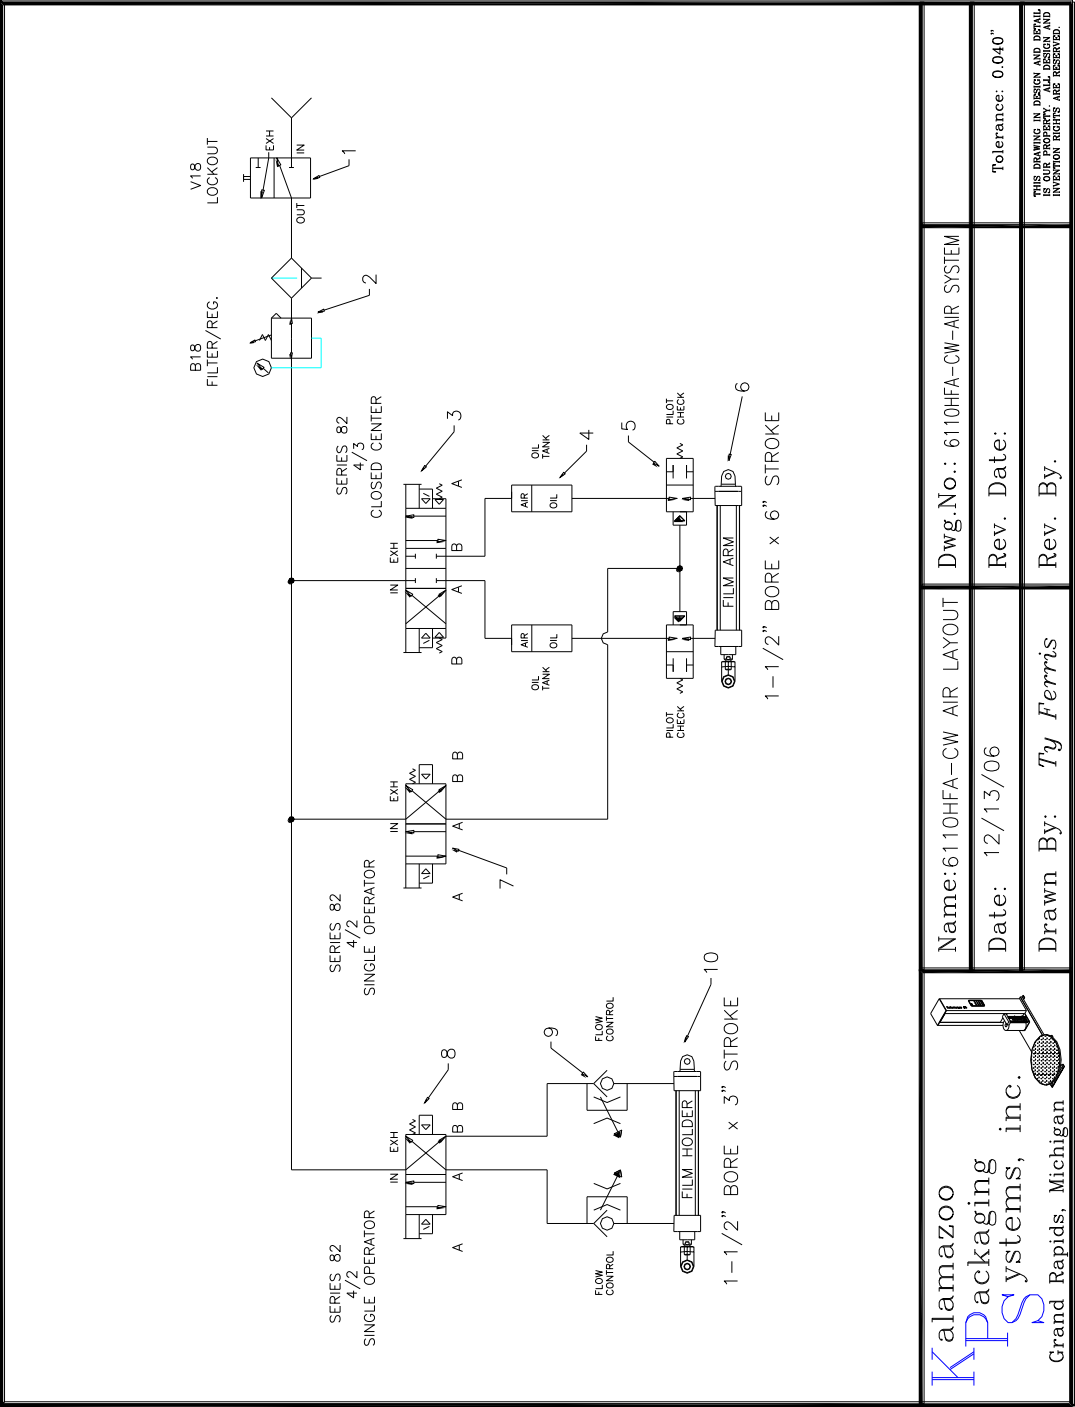 SERIES 82
4/2
SINGLE OPERATOR
SERIES 82
4/2
SINGLE OPERATOR
SERIES 82
4/3
CLOSED CENTER
B18
FILTER/REG.
V18
LOCKOUT
IN
EXH
A
A
B
B
8
IN
EXH
A
A
B
B
7
IN
EXH
B
A
B
A
3
2
OUT
IN
EXH
1
FLOW
CONTROL
9
FLOW
CONTROL
FILM HOLDER
10
1-1/2" BORE x 3" STROKE
OIL
TANK
AIR
OIL
AIR
OIL
OIL
TANK
4
PILOT
CHECK
5
PILOT
CHECK
FILM ARM
6
1-1/2" BORE x 6" STROKE
Kalamazoo
Packaging
Systems, inc.
Grand Rapids, Michigan
Name:6110HFA-CW AIR LAYOUT
Date: 12/13/06
Drawn By: Ty Ferris
Dwg.No.: 6110HFA-CW-AIR SYSTEM
Rev. Date:
Rev. By.
Tolerance: 0.040"
THIS DRAWING IN DESIGN AND DETAIL
IS OUR PROPERTY. ALL DESIGN AND
INVENTION RIGHTS ARE RESERVED.